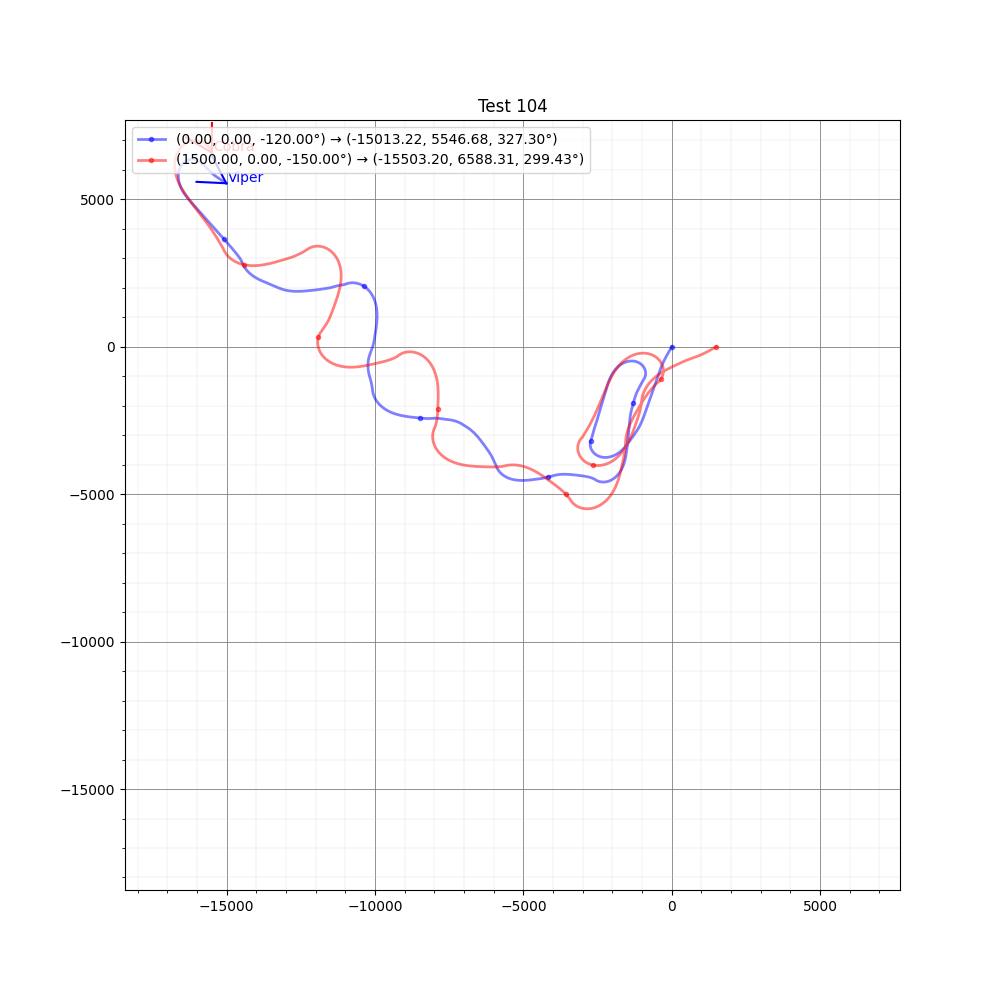 Test 104
(0.00, 0.00, -120.00°) → (-15013.22, 5546.68, 327.30°)
Cobra
(1500.00, 0.00, -150.00°) → (-15503.20, 6588.31, 299.43°)
viper
5000
0
−5000
−10000
−15000
−15000
−10000
−5000
0
5000